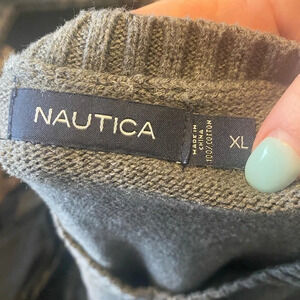 NAUTICA
MADE IN
CHINA
100% COTTON
XL